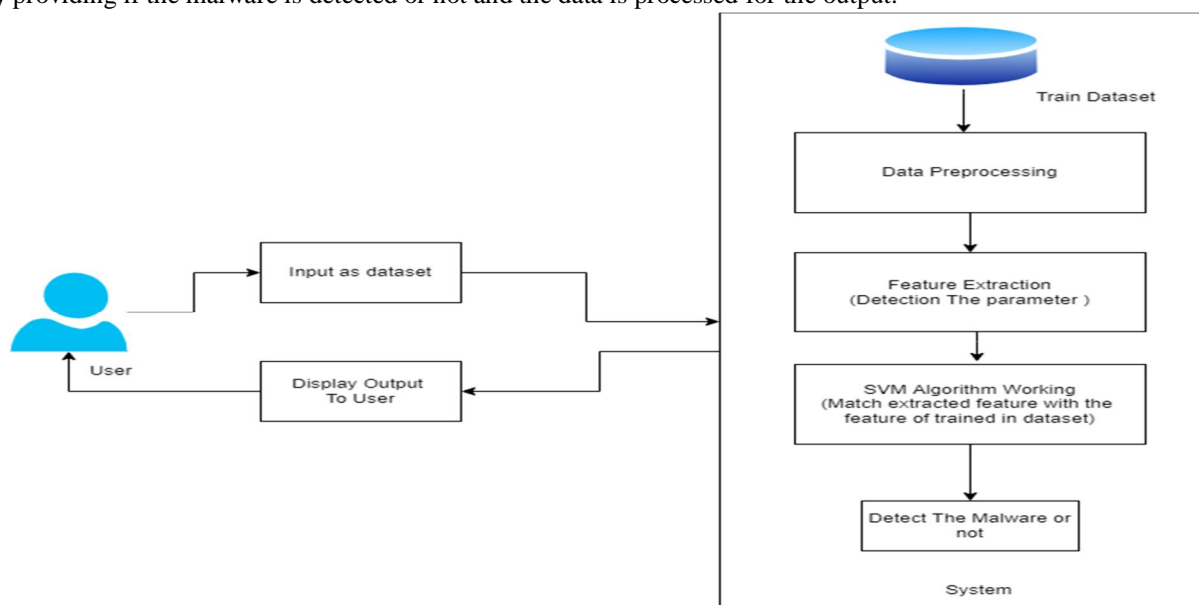 providing if the malware is detected or not and the data is processed for the output.
Train Dataset
Data Preprocessing
Input as dataset
Feature Extraction
(Detection The parameter )
User
Display Output
To User
SVM Algorithm Working
(Match extracted feature with the
feature of trained in dataset)
Detect The Malware or
not
System